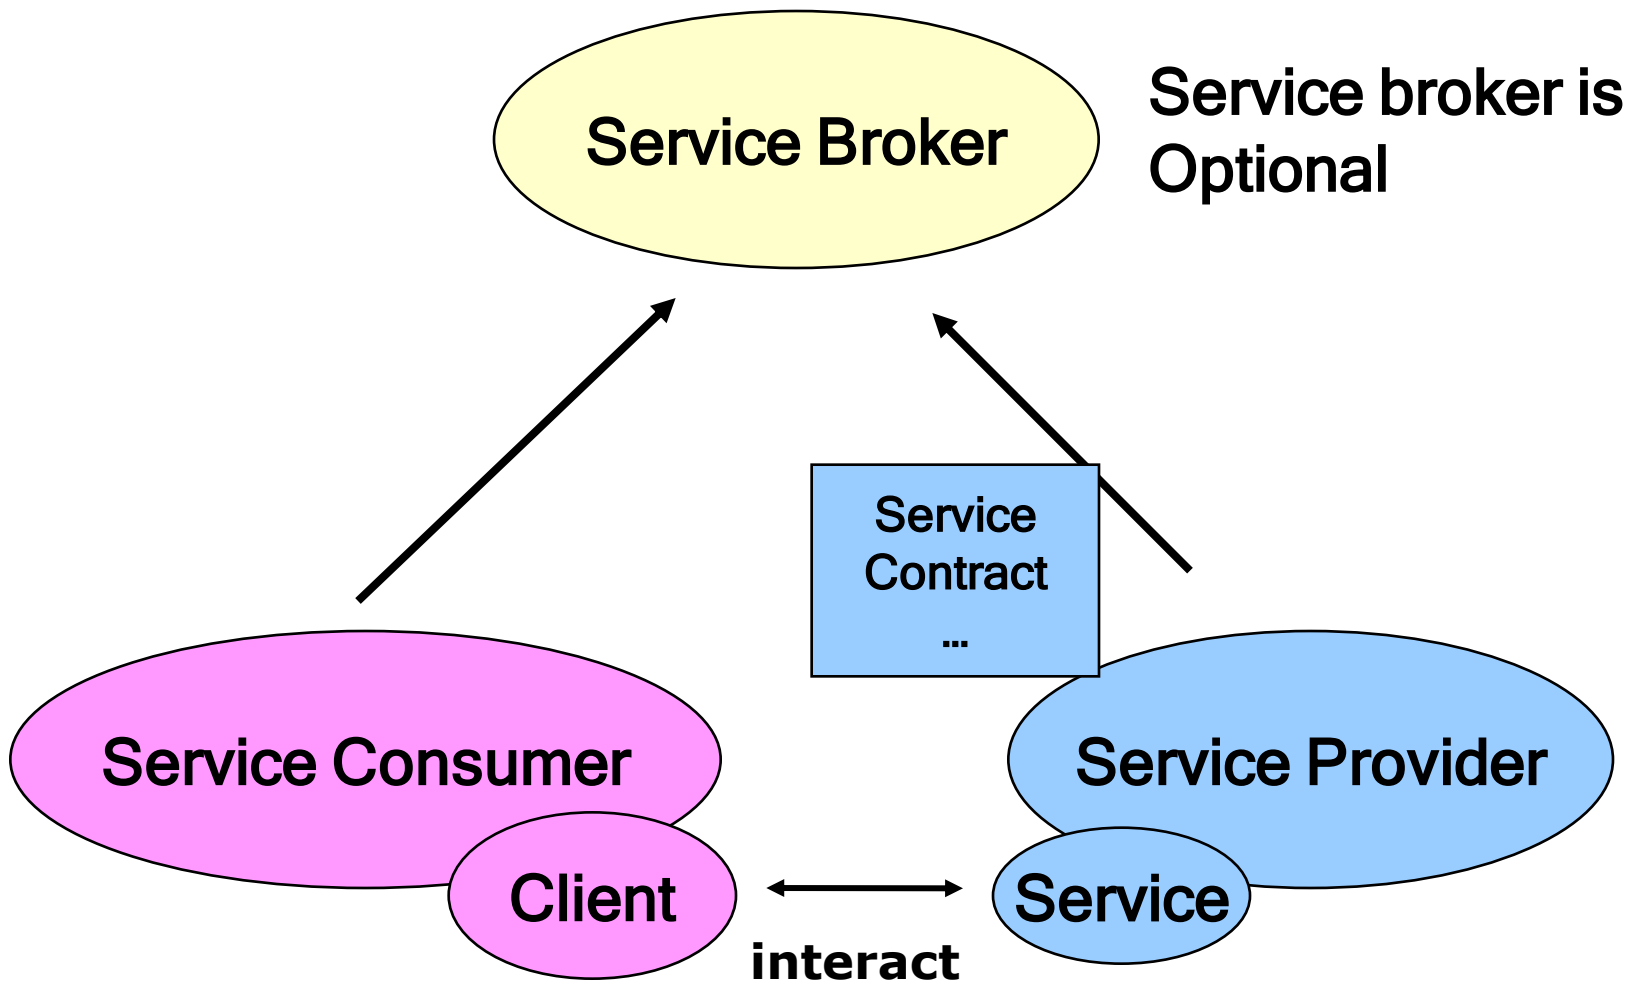 Service Broker
Service broker is
Optional
Service
Contract
...
Service Consumer
Service Provider
Client
Service
interact